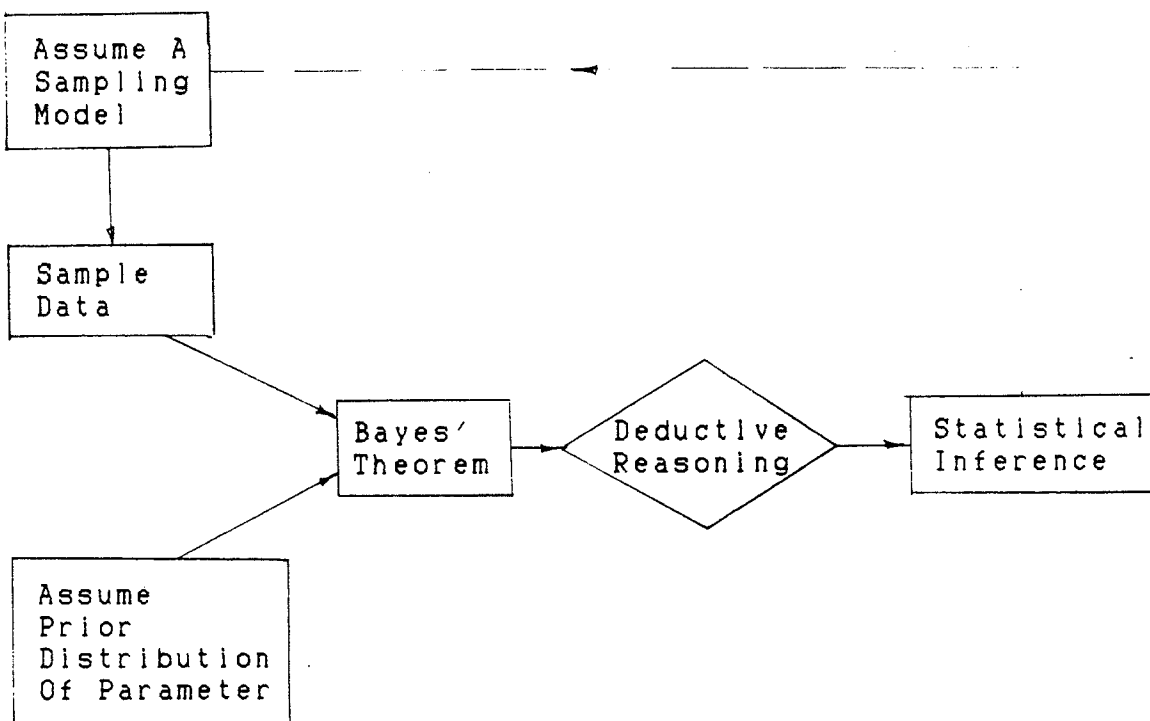 Assume A
Sampling
Model
Sample
Data
Bayes'
Theorem
Deductive
Reasoning
Statistical
Inference
Assume
Prior
Distribution
Of Parameter